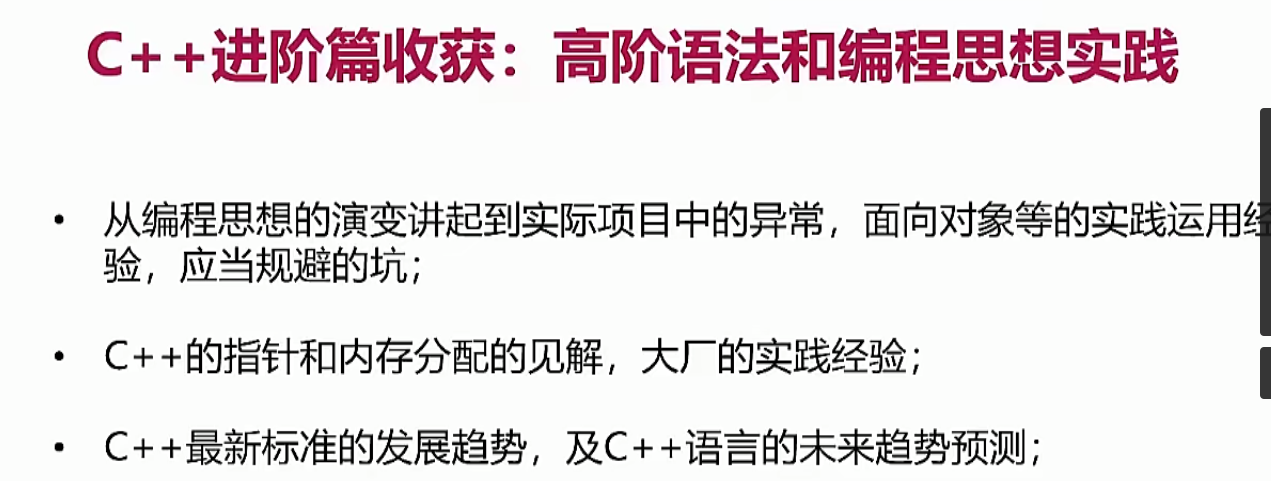 C++进阶篇收获：高阶语法和编程思想实践
• 从编程思想的演变讲起到实际项目中的异常，面向对象等的实践运用经
验，应当规避的坑；
• C++的指针和内存分配的见解，大厂的实践经验；
• C++最新标准的发展趋势，及C++语言的未来趋势预测；